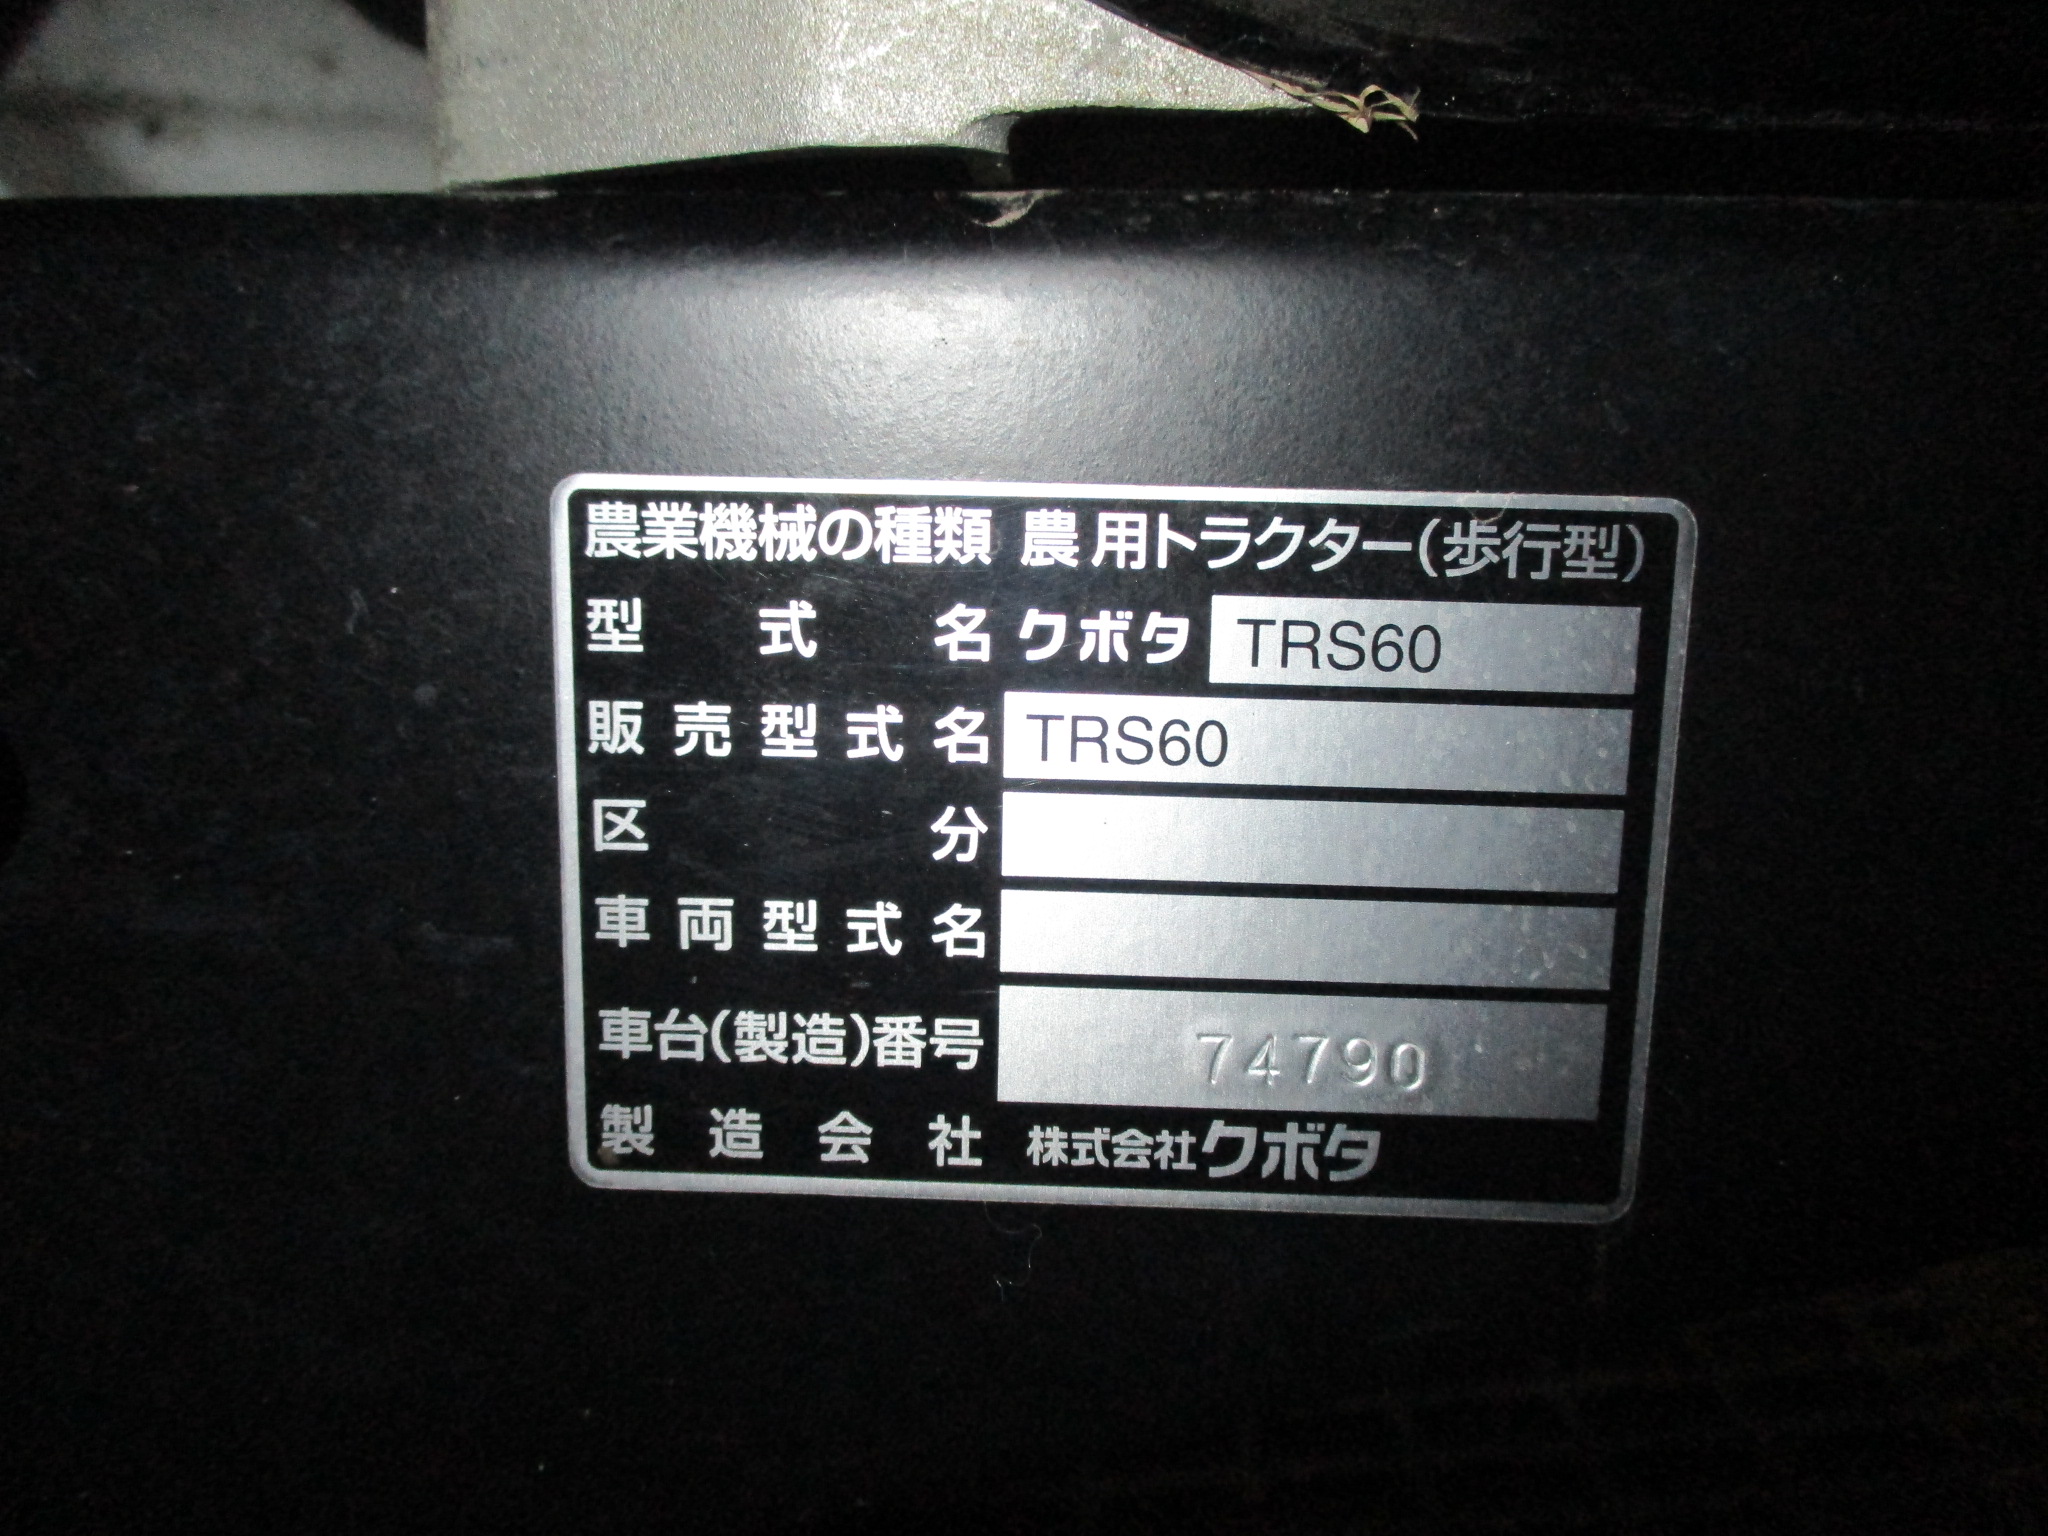 農業機械の種類 農用トラクター(歩行型)
型式名 クボタ TRS60
販売型式名 TRS60
区分
車両型式名
車台(製造)番号 74790
製造会社 株式会社クボタ